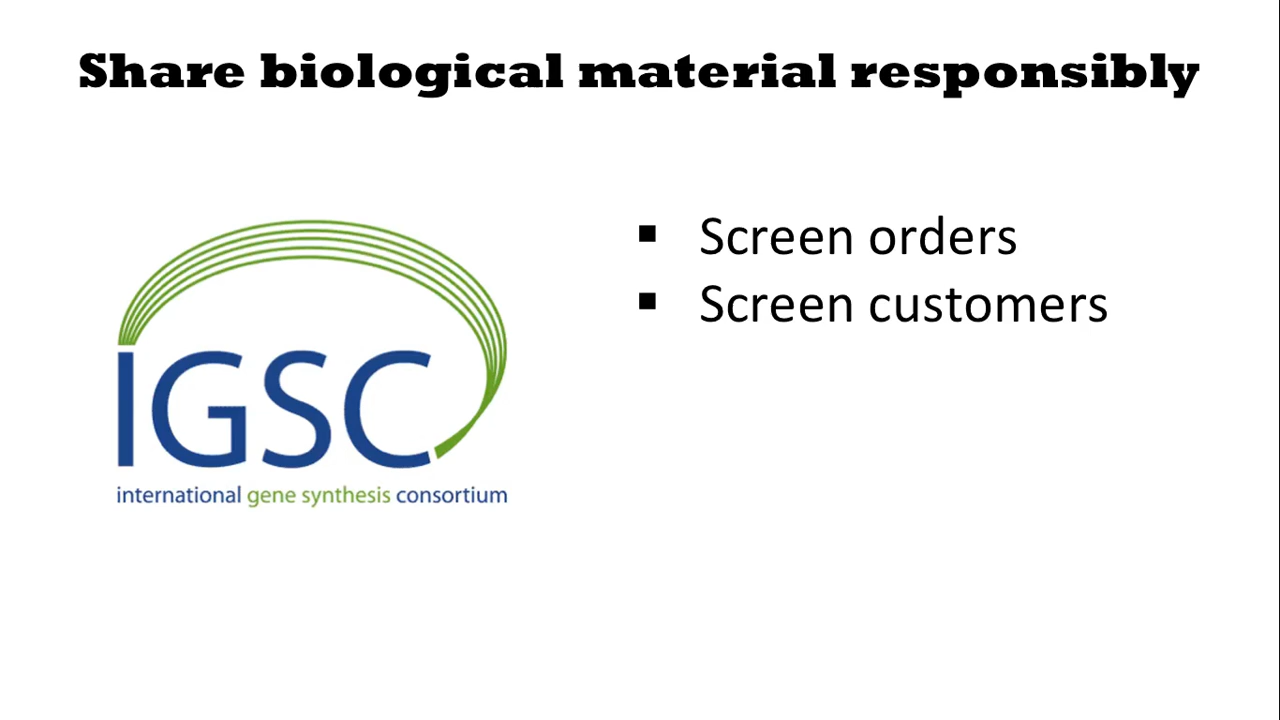 Share biological material responsibly
▪ Screen orders
▪ Screen customers
IGSC
international gene synthesis consortium